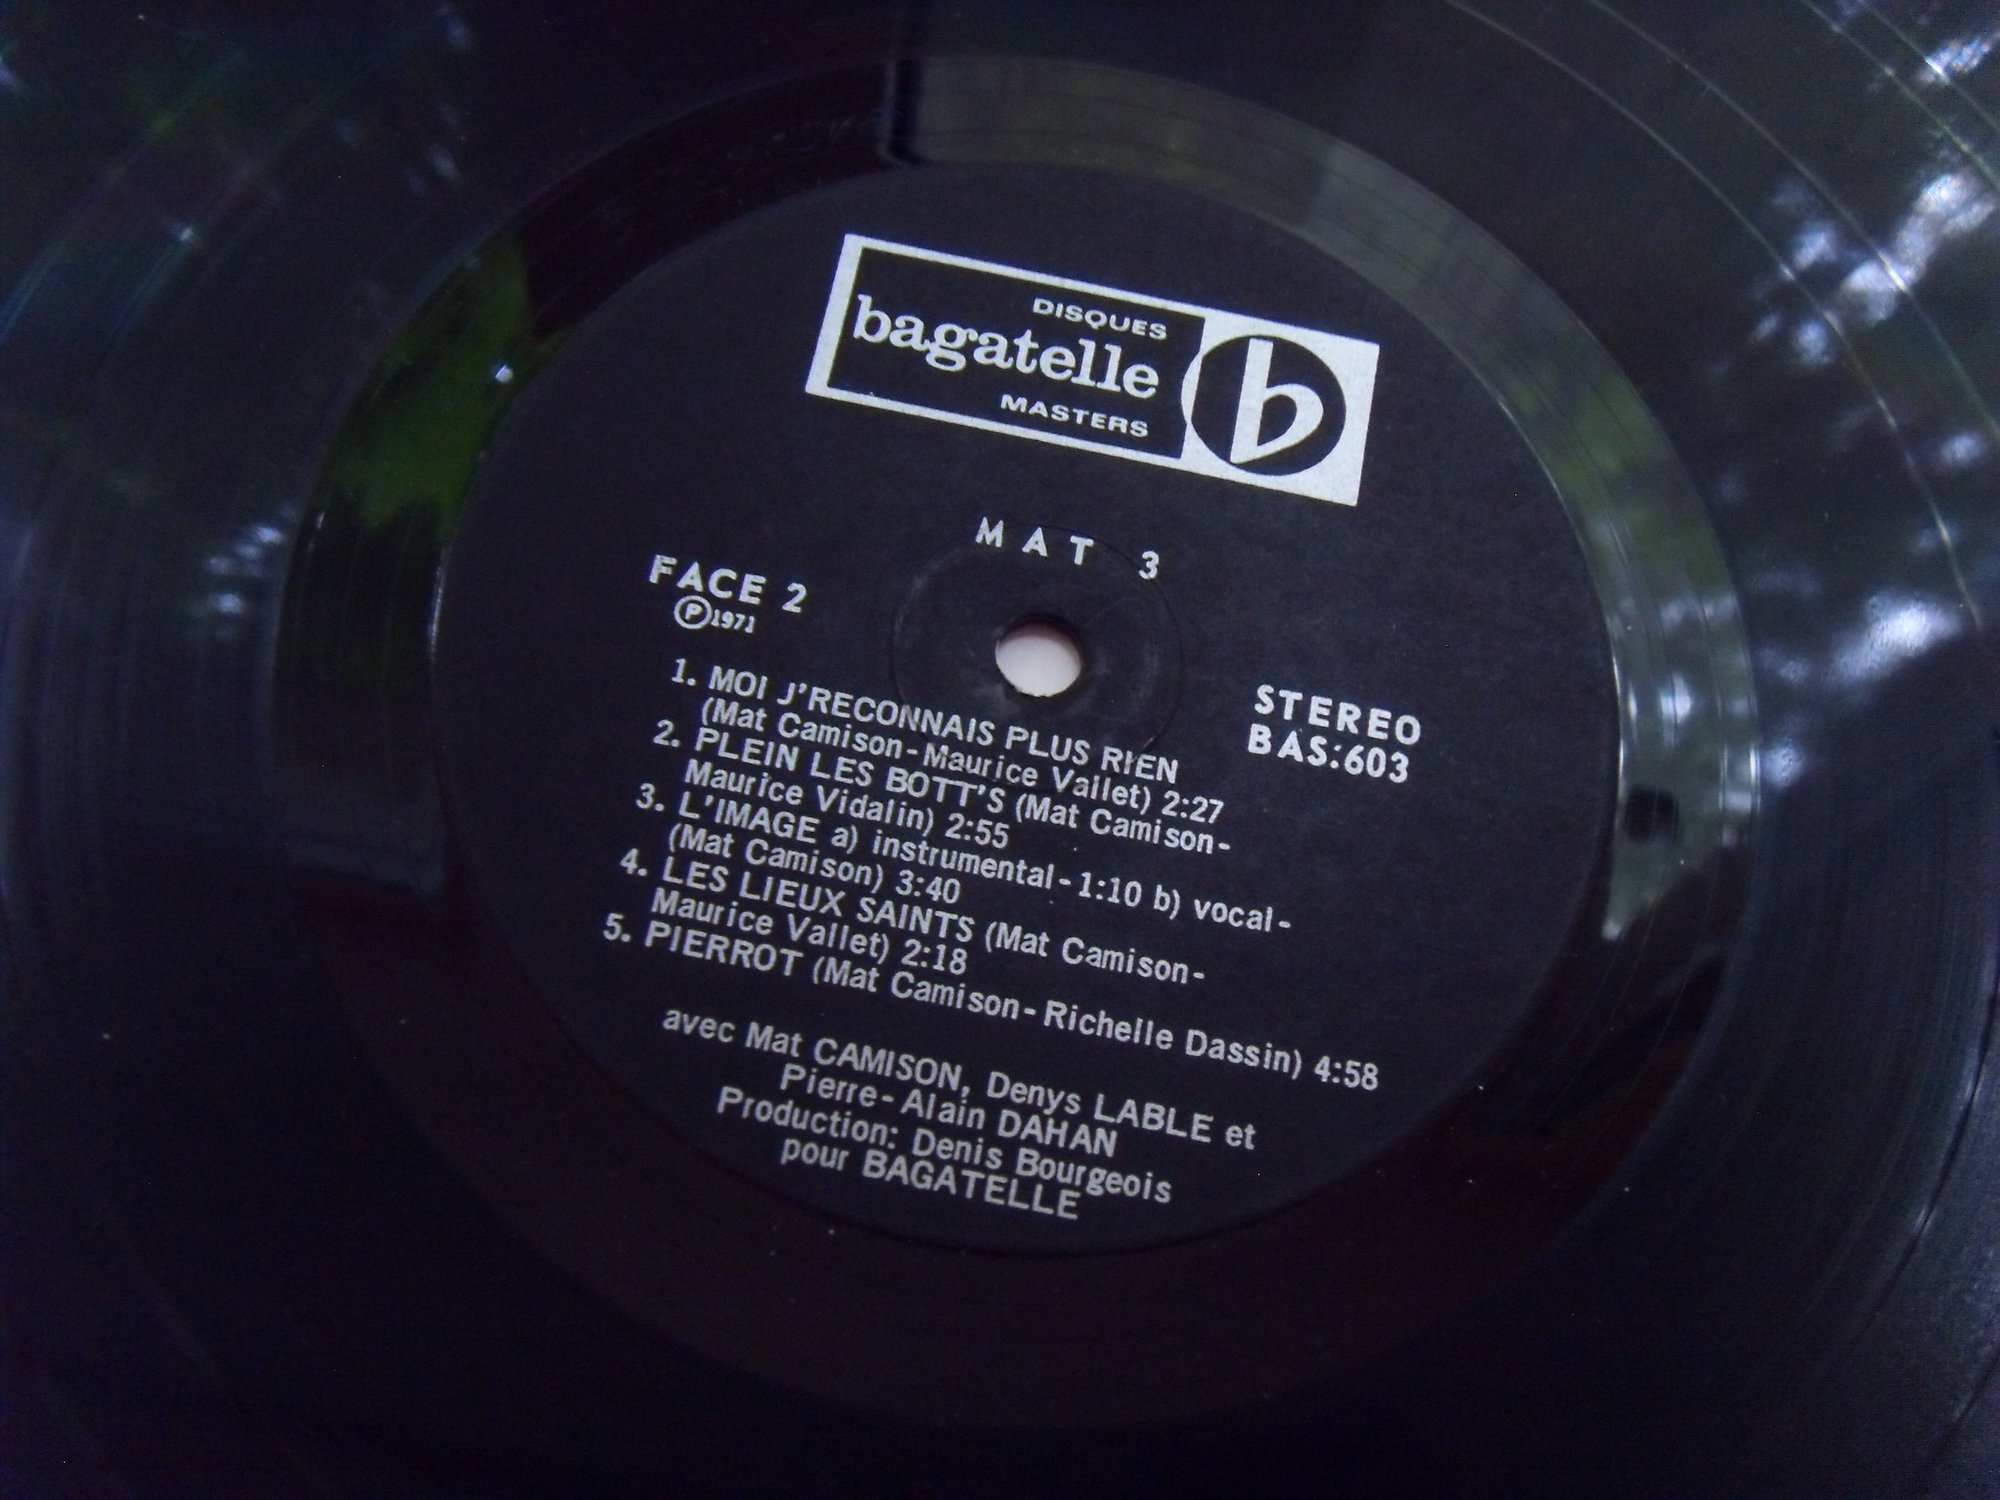 DISQUES
bagatelle
MASTERS
b
MAT 3
FACE 2
Ⓟ1971
STEREO
BAS:603
1. MOI J'RECONNAIS PLUS RIEN
(Mat Camison-Maurice Vallet) 2:27
2. PLEIN LES BOTT'S (Mat Camison-
Maurice Vidalin) 2:55
3. L'IMAGE a) instrumental-1:10 b) vocal-
(Mat Camison) 3:40
4. LES LIEUX SAINTS (Mat Camison-
Maurice Vallet) 2:18
5. PIERROT (Mat Camison-Richelle Dassin) 4:58
avec Mat CAMISON, Denys LABLE et
Pierre-Alain DAHAN
Production: Denis Bourgeois
pour BAGATELLE